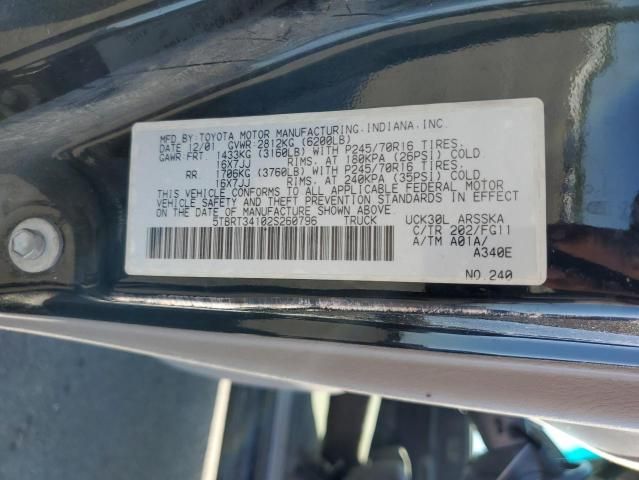 MFD.BY:TOYOTA MOTOR MANUFACTURING.INDIANA.INC.
DATE 12/01 GVWR 2812KG (6200LB)
GAWR:FRT. 1433KG (3160LB) WITH P245/70R16 TIRES.
16X7JJ RIMS, AT 180KPA (26PSI) COLD
RR 1706KG (3760LB) WITH P245/70R16 TIRES.
16X7JJ RIMS, AT 240KPA (35PSI) COLD
THIS VEHICLE CONFORMS TO ALL APPLICABLE FEDERAL MOTOR
VEHICLE SAFETY AND THEFT PREVENTION STANDARDS IN EFFECT
ON THE DATE OF MANUFACTURE SHOWN ABOVE.
5TBRT34102S260796 TRUCK UCK30L ARSSKA
C/TR 202/FG11
A/TM A01A/
A340E
NO.240